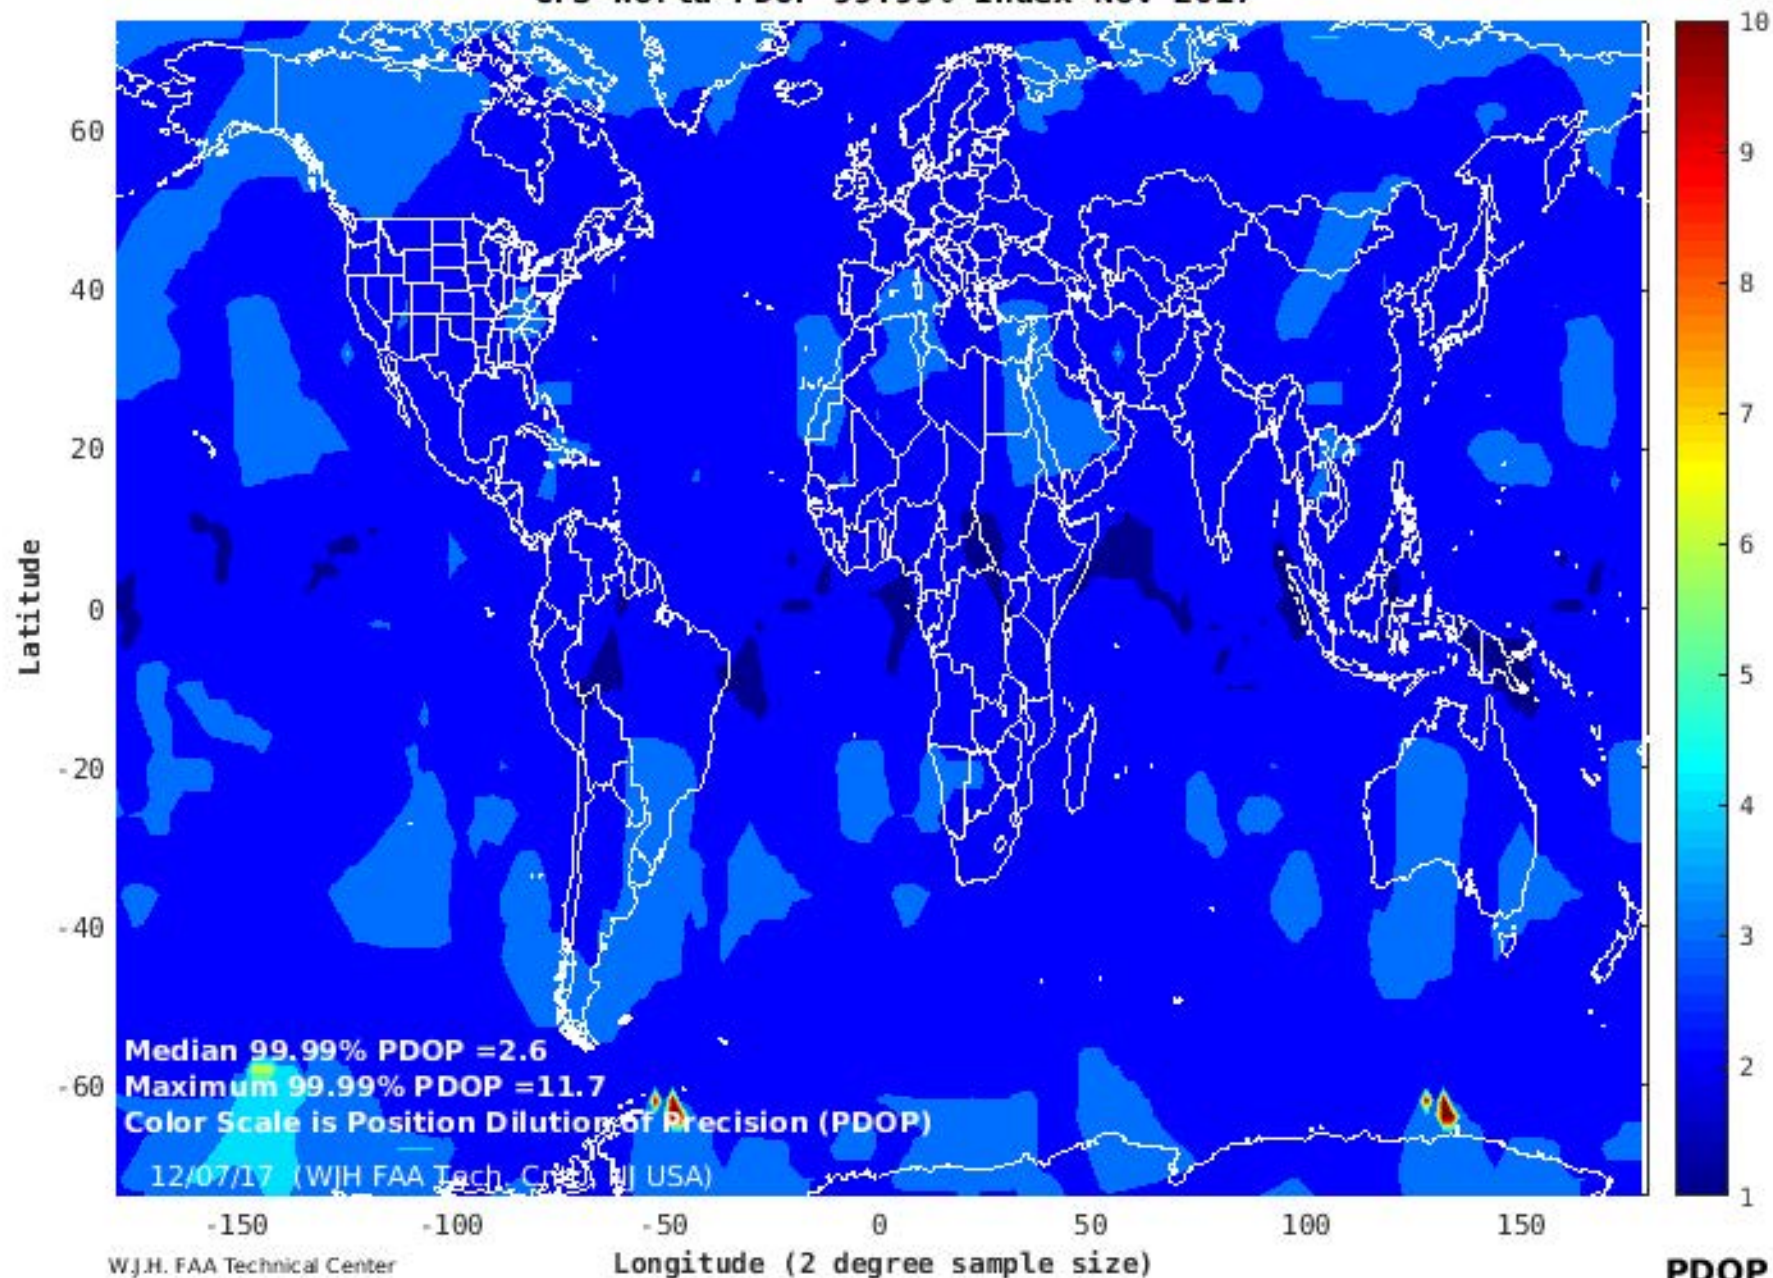 10
9
8
7
6
5
4
3
2
1
60
40
20
0
-20
-40
-60
Latitude
Median 99.99% PDOP =2.6
Maximum 99.99% PDOP =11.7
Color Scale is Position Dilution of Precision (PDOP)
12/07/17 (WJH FAA Tech. NJ USA)
-150 -100 -50 0 50 100 150
W.J.H. FAA Technical Center
Longitude (2 degree sample size)
PDOP